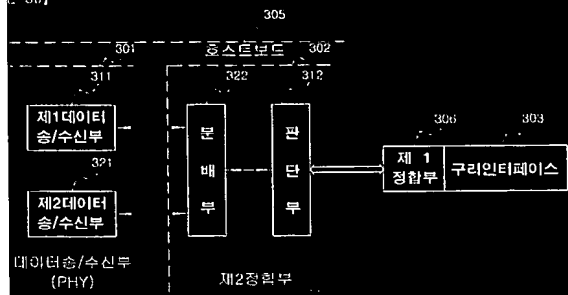 305
301
호스트보드
302
311
322
312
제1데이터
송/수신부
분
배
부
판
단
부
306
303
제 1
정합부
구리인터페이스
321
제2데이터
송/수신부
데이터송/수신부
(PHY)
제2정합부